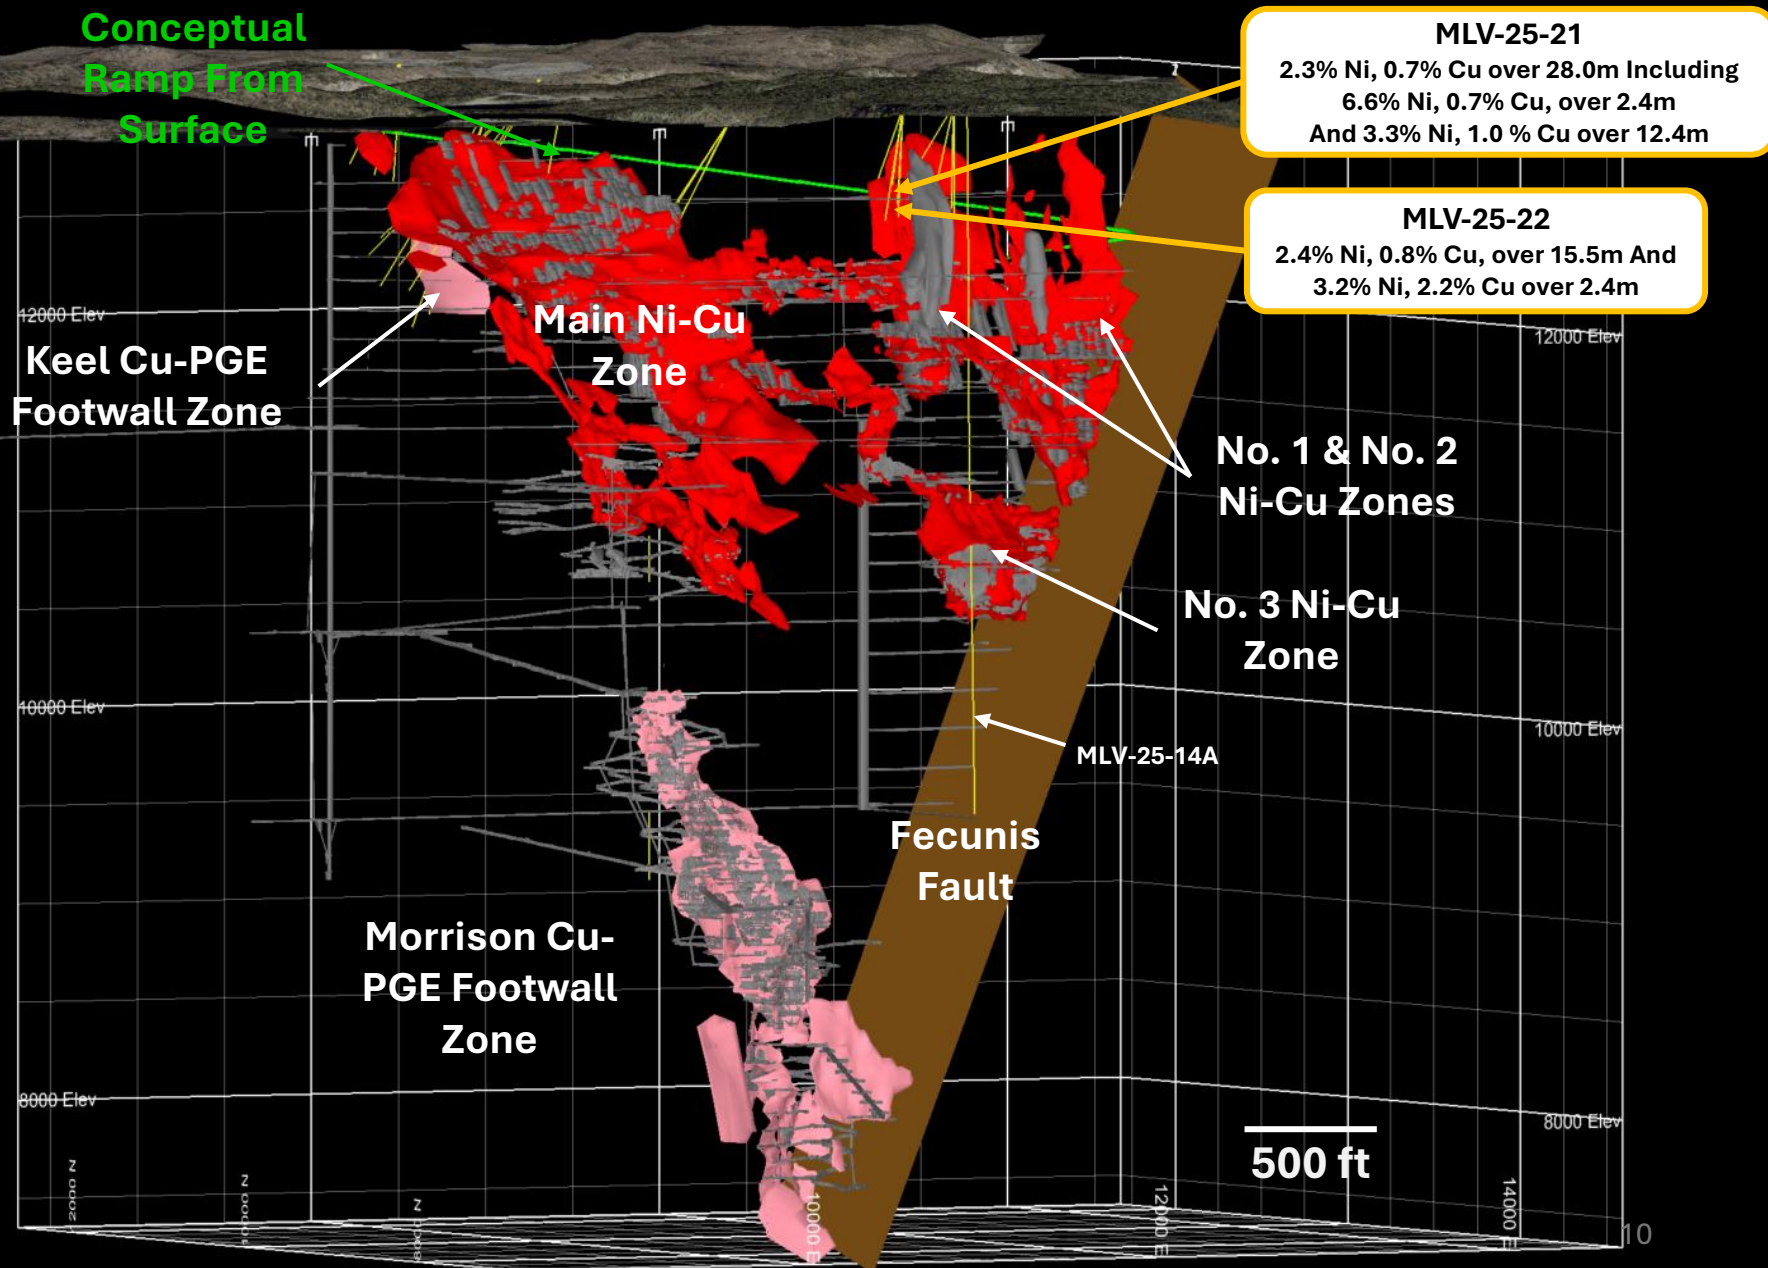 Conceptual
Ramp From
Surface
MLV-25-21
2.3% Ni, 0.7% Cu over 28.0m Including
6.6% Ni, 0.7% Cu, over 2.4m
And 3.3% Ni, 1.0 % Cu over 12.4m
MLV-25-22
2.4% Ni, 0.8% Cu, over 15.5m And
3.2% Ni, 2.2% Cu over 2.4m
12000 Elev
12000 Elev
Main Ni-Cu
Zone
Keel Cu-PGE
Footwall Zone
No. 1 & No. 2
Ni-Cu Zones
No. 3 Ni-Cu
Zone
10000 Elev
10000 Elev
MLV-25-14A
Fecunis
Fault
Morrison Cu-
PGE Footwall
Zone
8000 Elev
8000 Elev
500 ft
10000 E
12000 E
14000 E
10